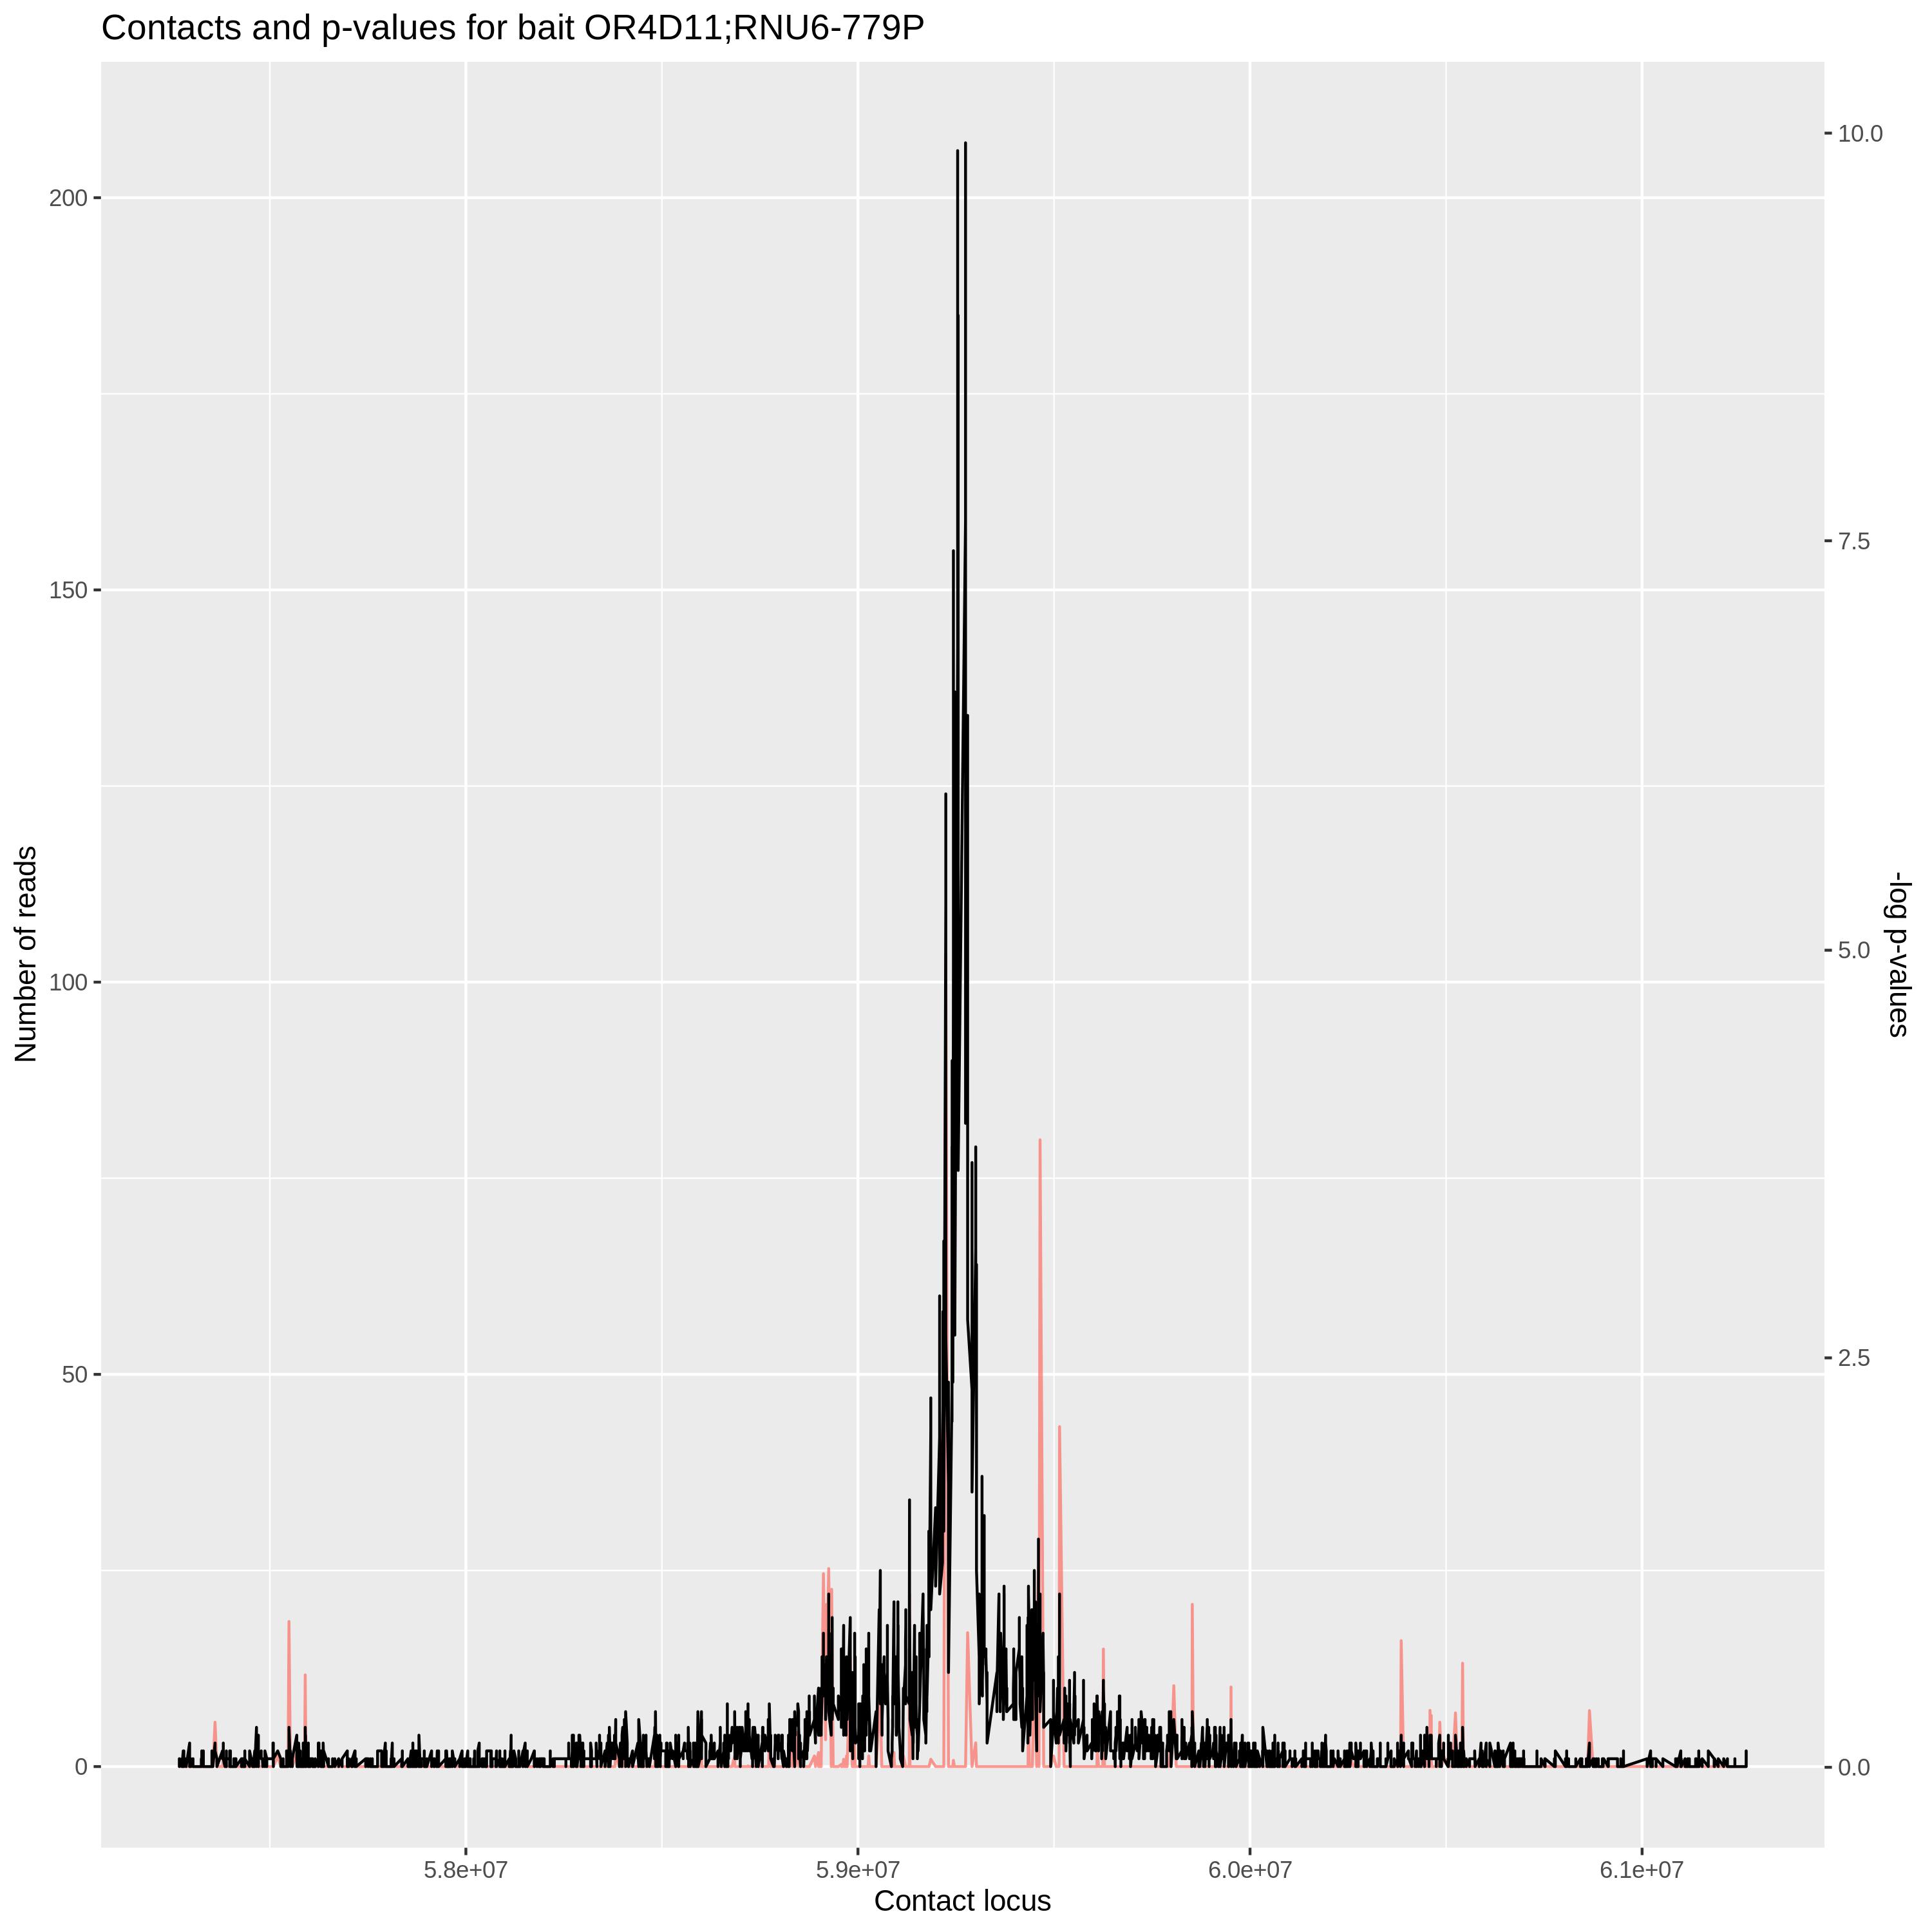 Contacts and p-values for bait OR4D11;RNU6-779P
200
150
100
50
0
Number of reads
10.0
7.5
5.0
2.5
0.0
-log p-values
5.8e+07
5.9e+07
6.0e+07
6.1e+07
Contact locus